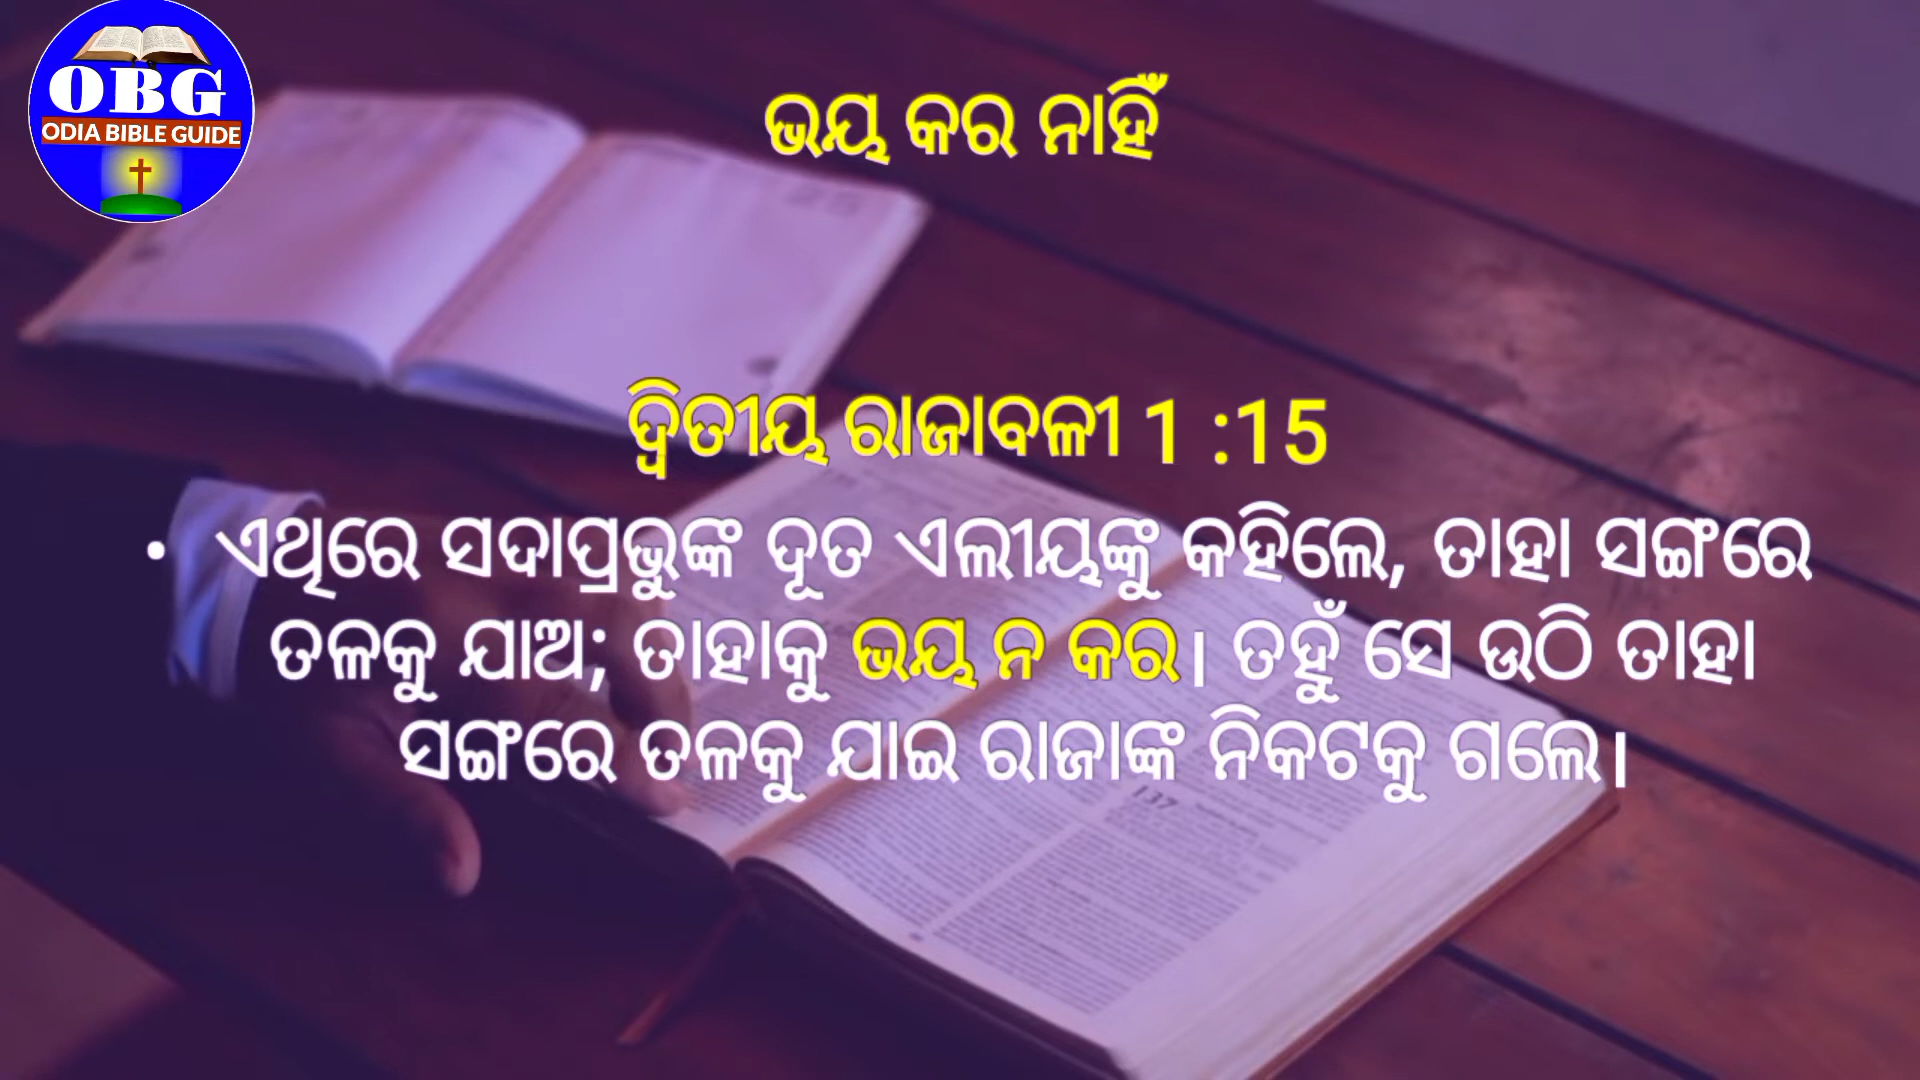 OBG
ODIA BIBLE GUIDE
ଭୟ କର ନାହିଁ
ଦ୍ୱିତୀୟ ରାଜାବଳୀ 1 :15
• ଏଥିରେ ସଦାପ୍ରଭୁଙ୍କ ଦୂତ ଏଲୀୟଙ୍କୁ କହିଲେ, ତାହା ସଙ୍ଗରେ
ତଳକୁ ଯାଅ; ତାହାକୁ ଭୟ ନ କର। ତହୁଁ ସେ ଉଠି ତାହା
ସଙ୍ଗରେ ତଳକୁ ଯାଇ ରାଜାଙ୍କ ନିକଟକୁ ଗଲେ।
137